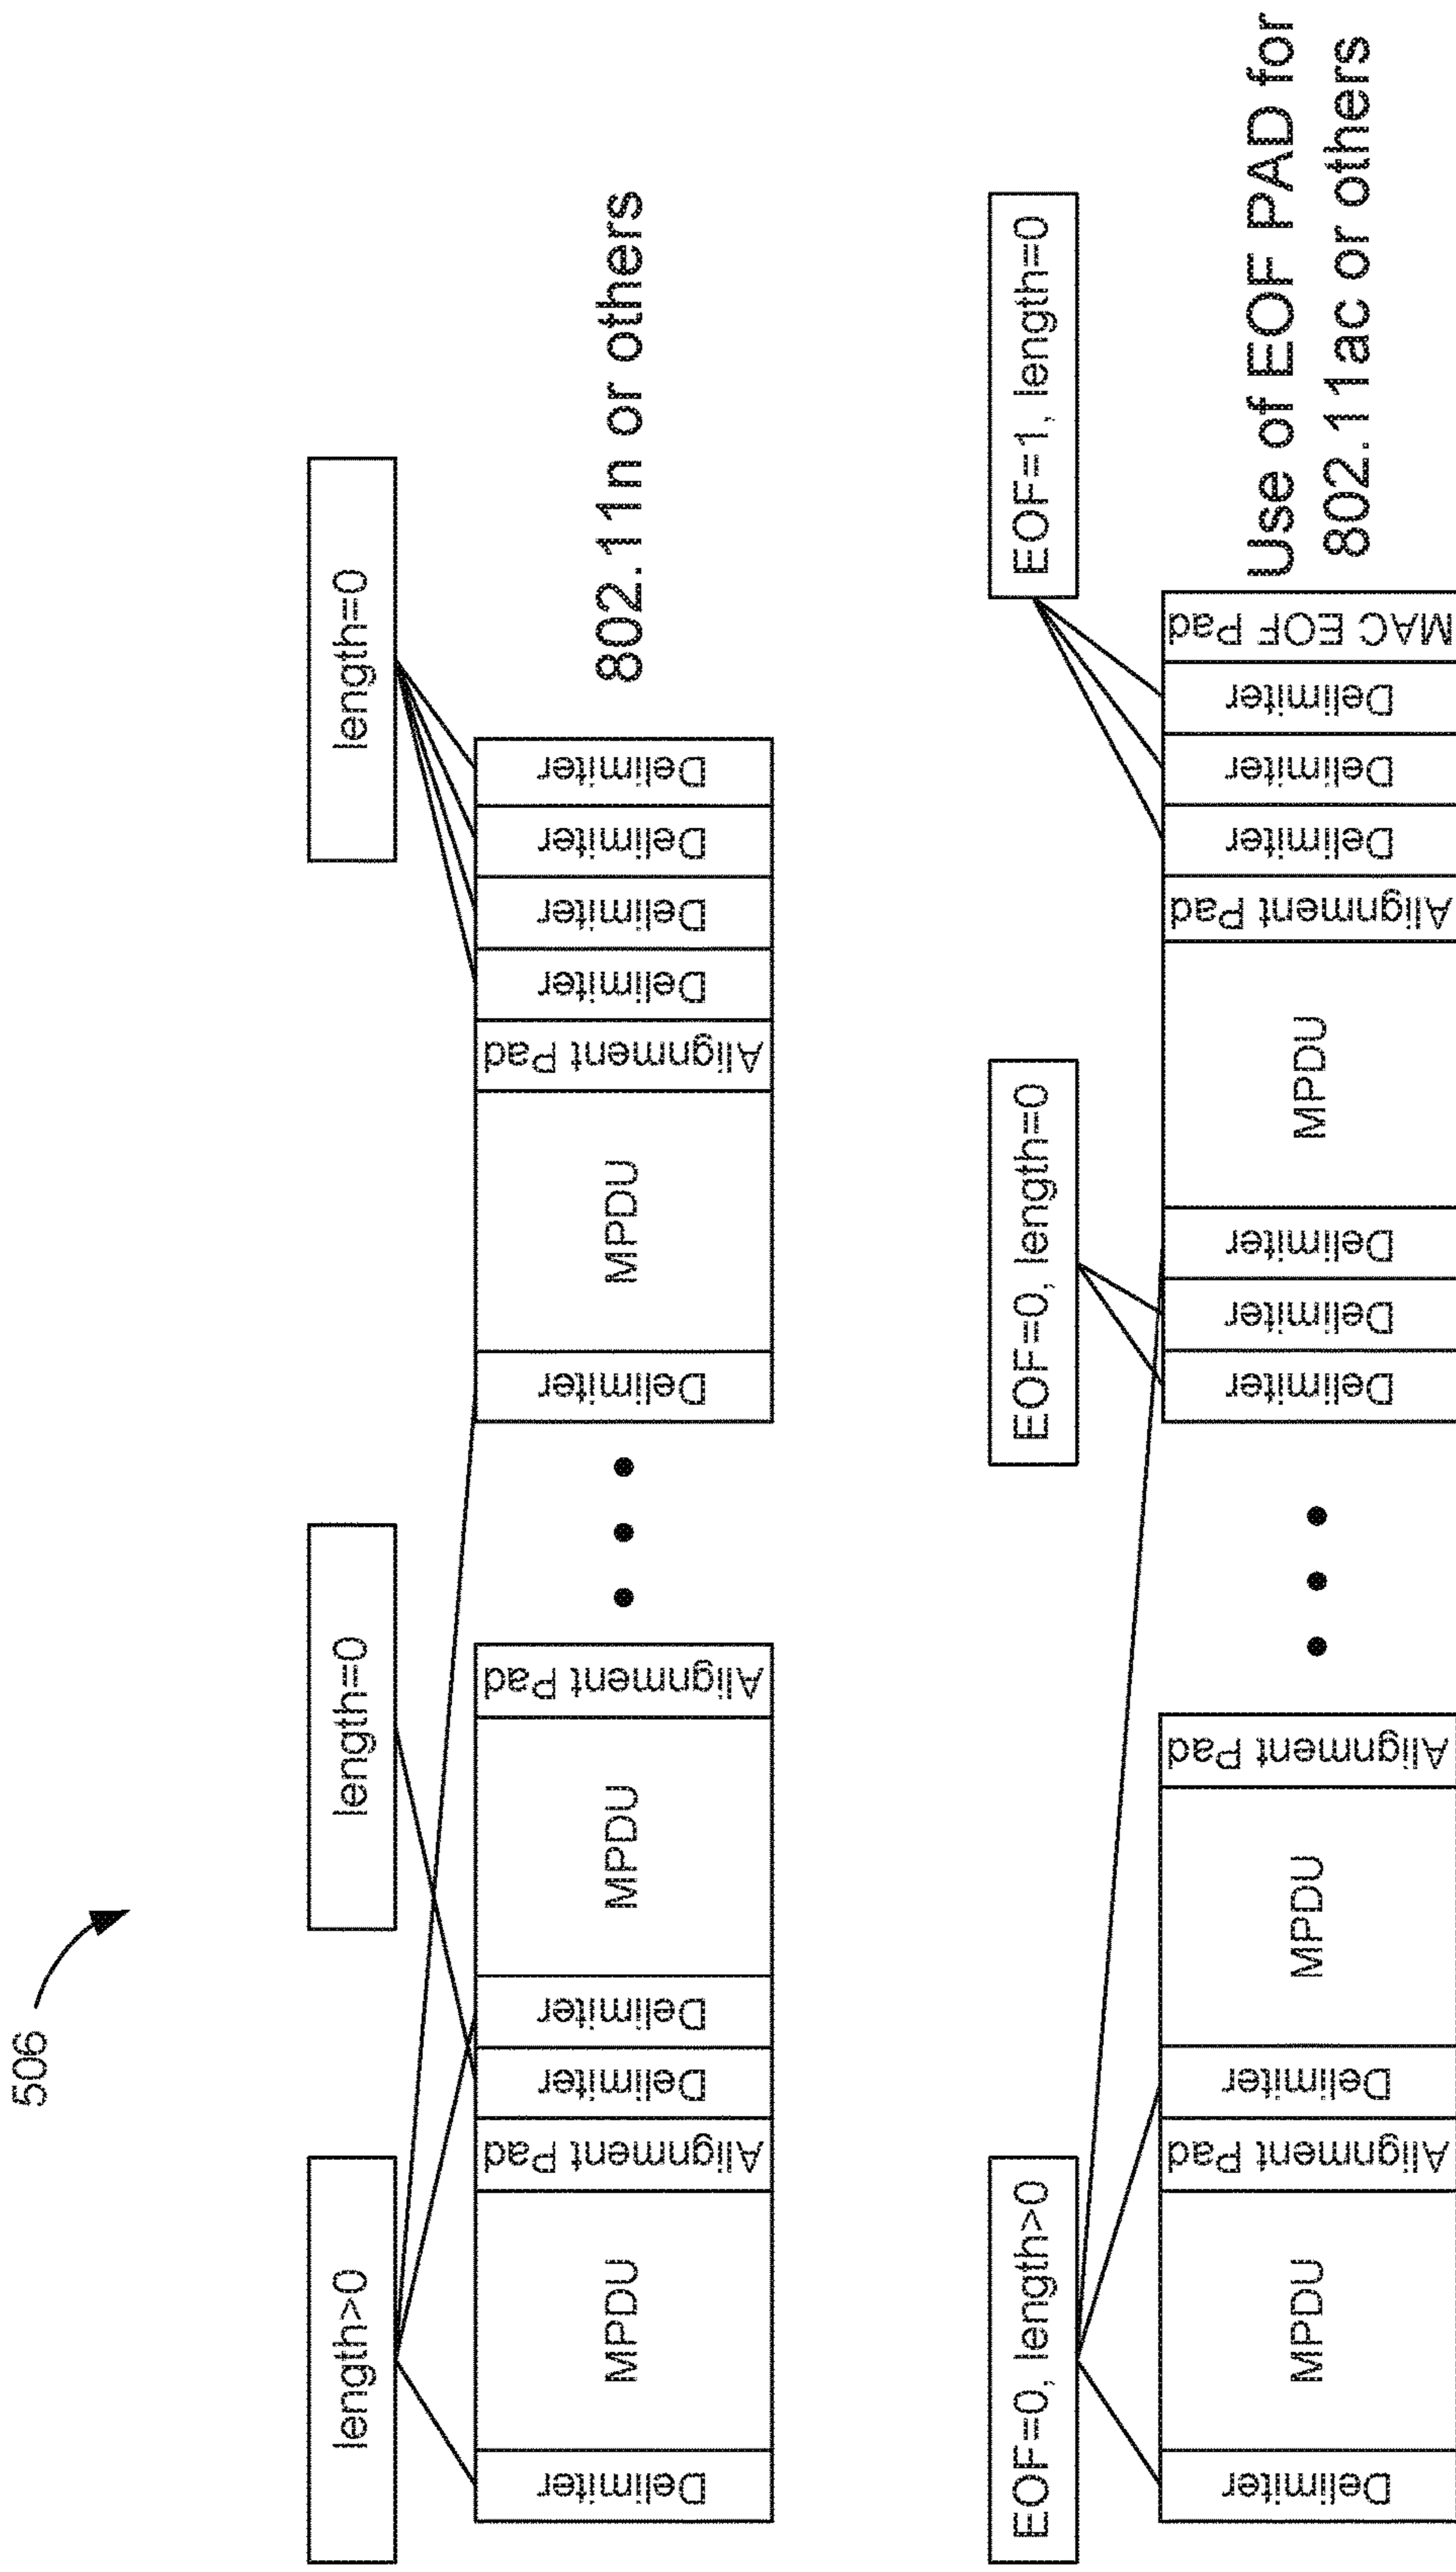 506
length>0
length=0
length=0
Delimiter
MPDU
Alignment Pad
Delimiter
Delimiter
MPDU
Alignment Pad
Delimiter
MPDU
Alignment Pad
Delimiter
Delimiter
Delimiter
Delimiter
802.11n or others
EOF=0, length>0
EOF=0, length=0
EOF=1, length=0
Delimiter
MPDU
Alignment Pad
Delimiter
MPDU
Alignment Pad
Delimiter
Delimiter
Delimiter
MPDU
Alignment Pad
Delimiter
Delimiter
Delimiter
MAC EOF Pad
Use of EOF PAD for
802.11ac or others